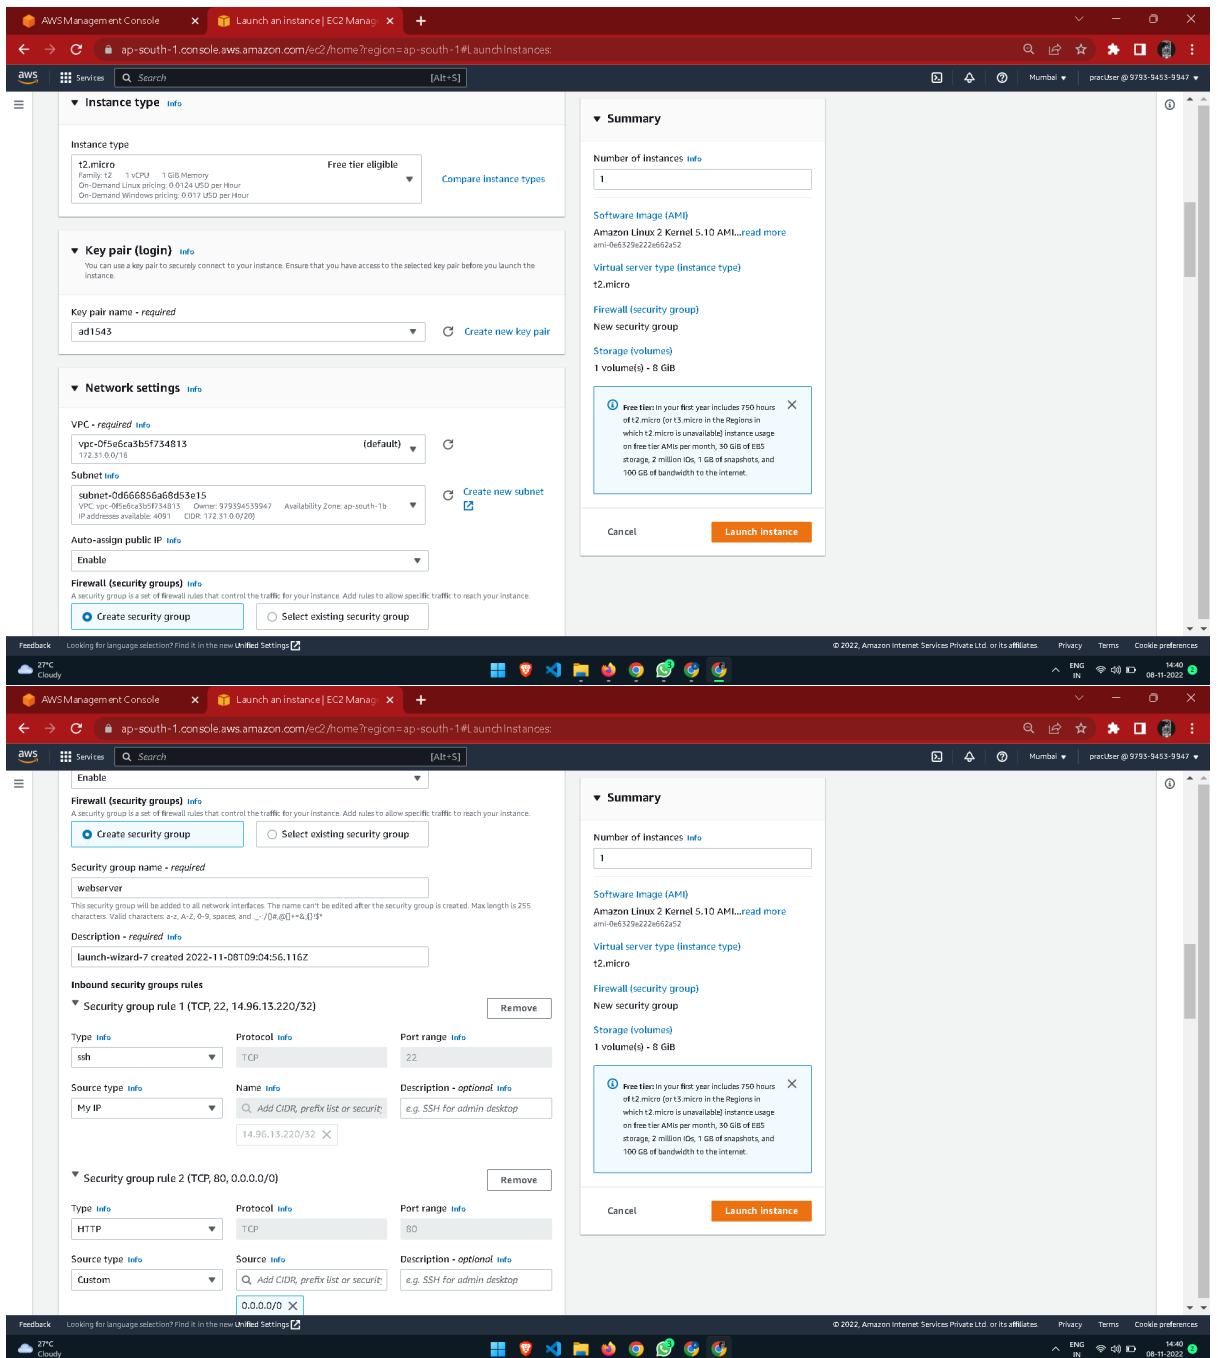 AWS Management Console
Launch an instance | EC2 Manag
ap-south-1.console.aws.amazon.com/ec2/home?region=ap-south-1#LaunchInstances:
aws
Services
Search
[Alt+S]
Mumbai
pracUser @ 9793-9453-9947
Instance type Info
Instance type
t2.micro Free tier eligible
Family: t2 1 vCPU 1 GiB Memory
On-Demand Linux pricing: 0.0124 USD per Hour
On-Demand Windows pricing: 0.017 USD per Hour
Compare instance types
Key pair (login) Info
You can use a key pair to securely connect to your instance. Ensure that you have access to the selected key pair before you launch the
instance.
Key pair name - required
ad1543
Create new key pair
Network settings Info
VPC - required Info
vpc-0f5e6ca3b5f734813 (default)
172.31.0.0/16
Subnet Info
subnet-0d666856a68d53e15
VPC: vpc-0f5e6ca3b5f734813 Owner: 979394539947 Availability Zone: ap-south-1b
IP addresses available: 4091 CIDR: 172.31.0.0/20)
Create new subnet
Auto-assign public IP Info
Enable
Firewall (security groups) Info
A security group is a set of firewall rules that control the traffic for your instance. Add rules to allow specific traffic to reach your instance.
Create security group
Select existing security group
Summary
Number of instances Info
1
Software Image (AMI)
Amazon Linux 2 Kernel 5.10 AMI...read more
ami-0e6329e222e662a52
Virtual server type (instance type)
t2.micro
Firewall (security group)
New security group
Storage (volumes)
1 volume(s) - 8 GiB
Free tier: In your first year includes 750 hours
of t2.micro (or t3.micro in the Regions in
which t2.micro is unavailable) instance usage
on free tier AMIs per month, 30 GiB of EBS
storage, 2 million IOs, 1 GB of snapshots, and
100 GB of bandwidth to the internet.
Cancel
Launch instance
Feedback Looking for language selection? Find it in the new Unified Settings
© 2022, Amazon Internet Services Private Ltd. or its affiliates. Privacy Terms Cookie preferences
27°C
Cloudy
3
ENG
IN
14:40
08-11-2022
2
AWS Management Console
Launch an instance | EC2 Manag
ap-south-1.console.aws.amazon.com/ec2/home?region=ap-south-1#LaunchInstances:
aws
Services
Search
[Alt+S]
Mumbai
pracUser @ 9793-9453-9947
Enable
Firewall (security groups) Info
A security group is a set of firewall rules that control the traffic for your instance. Add rules to allow specific traffic to reach your instance.
Create security group
Select existing security group
Security group name - required
webserver
This security group will be added to all network interfaces. The name can't be edited after the security group is created. Max length is 255
characters. Valid characters: a-z, A-Z, 0-9, spaces, and ._-:/()#,@[]+=&;{}!$*
Description - required Info
launch-wizard-7 created 2022-11-08T09:04:56.116Z
Inbound security groups rules
Security group rule 1 (TCP, 22, 14.96.13.220/32)
Remove
Type Info
Protocol Info
Port range Info
ssh
TCP
22
Source type Info
Name Info
Description - optional Info
My IP
Add CIDR, prefix list or security
e.g. SSH for admin desktop
14.96.13.220/32
Security group rule 2 (TCP, 80, 0.0.0.0/0)
Remove
Type Info
Protocol Info
Port range Info
HTTP
TCP
80
Source type Info
Source Info
Description - optional Info
Custom
Add CIDR, prefix list or security
e.g. SSH for admin desktop
0.0.0.0/0
Summary
Number of instances Info
1
Software Image (AMI)
Amazon Linux 2 Kernel 5.10 AMI...read more
ami-0e6329e222e662a52
Virtual server type (instance type)
t2.micro
Firewall (security group)
New security group
Storage (volumes)
1 volume(s) - 8 GiB
Free tier: In your first year includes 750 hours
of t2.micro (or t3.micro in the Regions in
which t2.micro is unavailable) instance usage
on free tier AMIs per month, 30 GiB of EBS
storage, 2 million IOs, 1 GB of snapshots, and
100 GB of bandwidth to the internet.
Cancel
Launch instance
Feedback Looking for language selection? Find it in the new Unified Settings
© 2022, Amazon Internet Services Private Ltd. or its affiliates. Privacy Terms Cookie preferences
27°C
Cloudy
3
ENG
IN
14:40
08-11-2022
2